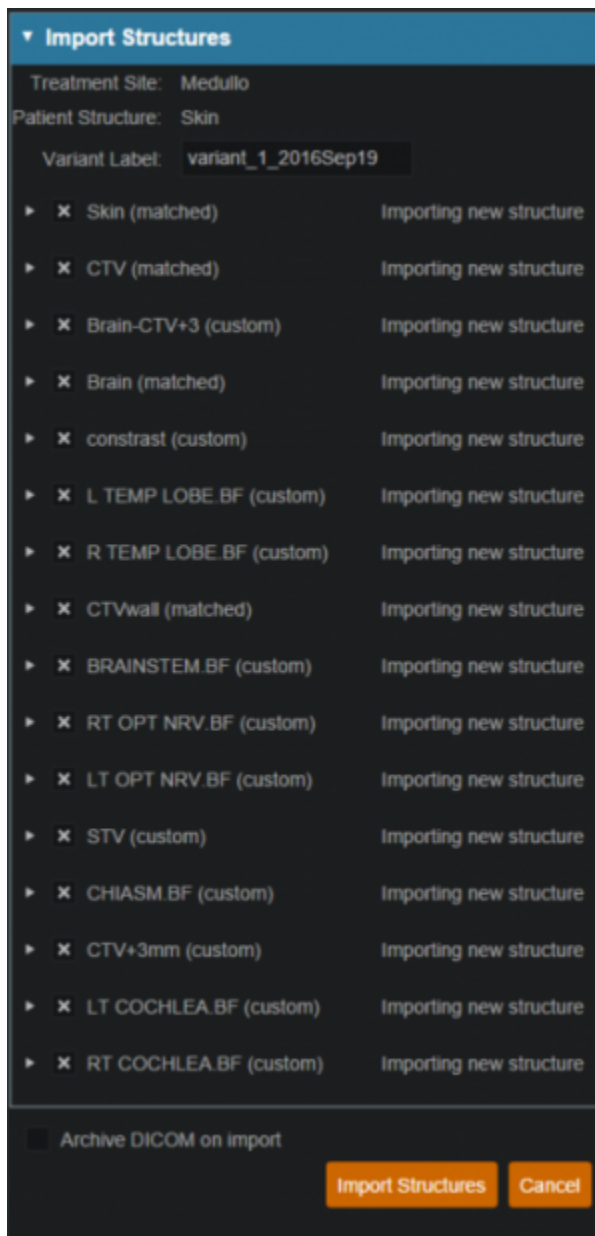 Import Structures
Treatment Site: Medullo
Patient Structure: Skin
Variant Label: variant_1_2016Sep19
Skin (matched) Importing new structure
CTV (matched) Importing new structure
Brain-CTV+3 (custom) Importing new structure
Brain (matched) Importing new structure
constrast (custom) Importing new structure
L TEMP LOBE.BF (custom) Importing new structure
R TEMP LOBE.BF (custom) Importing new structure
CTVwall (matched) Importing new structure
BRAINSTEM.BF (custom) Importing new structure
RT OPT NRV.BF (custom) Importing new structure
LT OPT NRV.BF (custom) Importing new structure
STV (custom) Importing new structure
CHIASM.BF (custom) Importing new structure
CTV+3mm (custom) Importing new structure
LT COCHLEA.BF (custom) Importing new structure
RT COCHLEA.BF (custom) Importing new structure
Archive DICOM on import
Import Structures Cancel